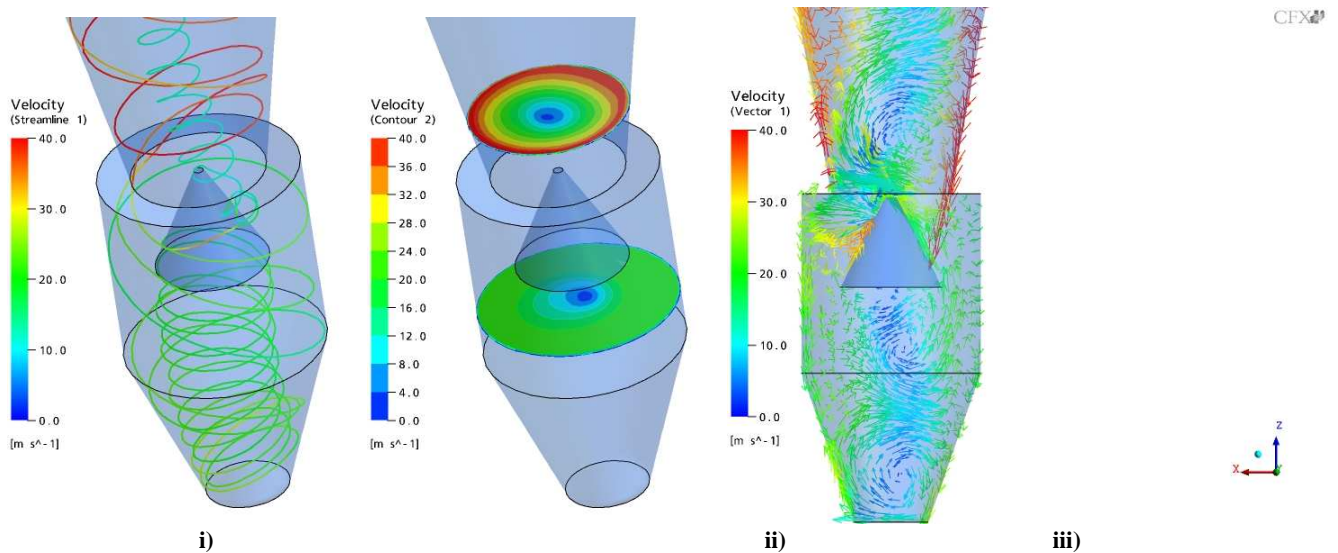 CFX
Velocity
(Streamline 1)
40.0
30.0
20.0
10.0
0.0
[m s^-1]
Velocity
(Contour 2)
40.0
36.0
32.0
28.0
24.0
20.0
16.0
12.0
8.0
4.0
0.0
[m s^-1]
Velocity
(Vector 1)
40.0
30.0
20.0
10.0
0.0
[m s^-1]
Z
X
Y
i)
ii)
iii)